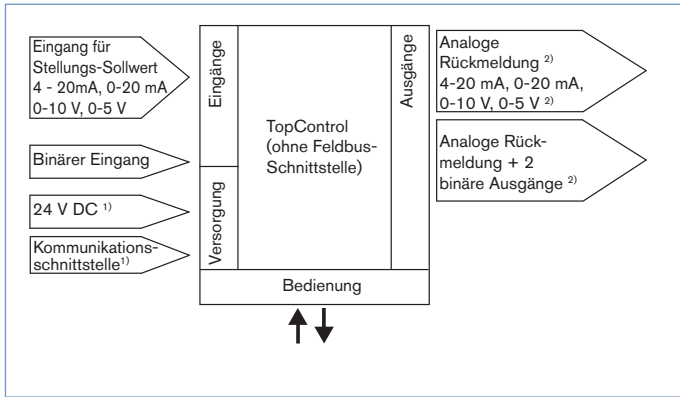 Eingang für
Stellungs-Sollwert
4 - 20mA, 0-20 mA
0-10 V, 0-5 V
Binärer Eingang
24 V DC 1)
Kommunikations-
schnittstelle1)
Eingänge
Versorgung
TopControl
(ohne Feldbus-
Schnittstelle)
Ausgänge
Bedienung
Analoge
Rückmeldung 2)
4-20 mA, 0-20 mA,
0-10 V, 0-5 V 2)
Analoge Rück-
meldung + 2
binäre Ausgänge 2)